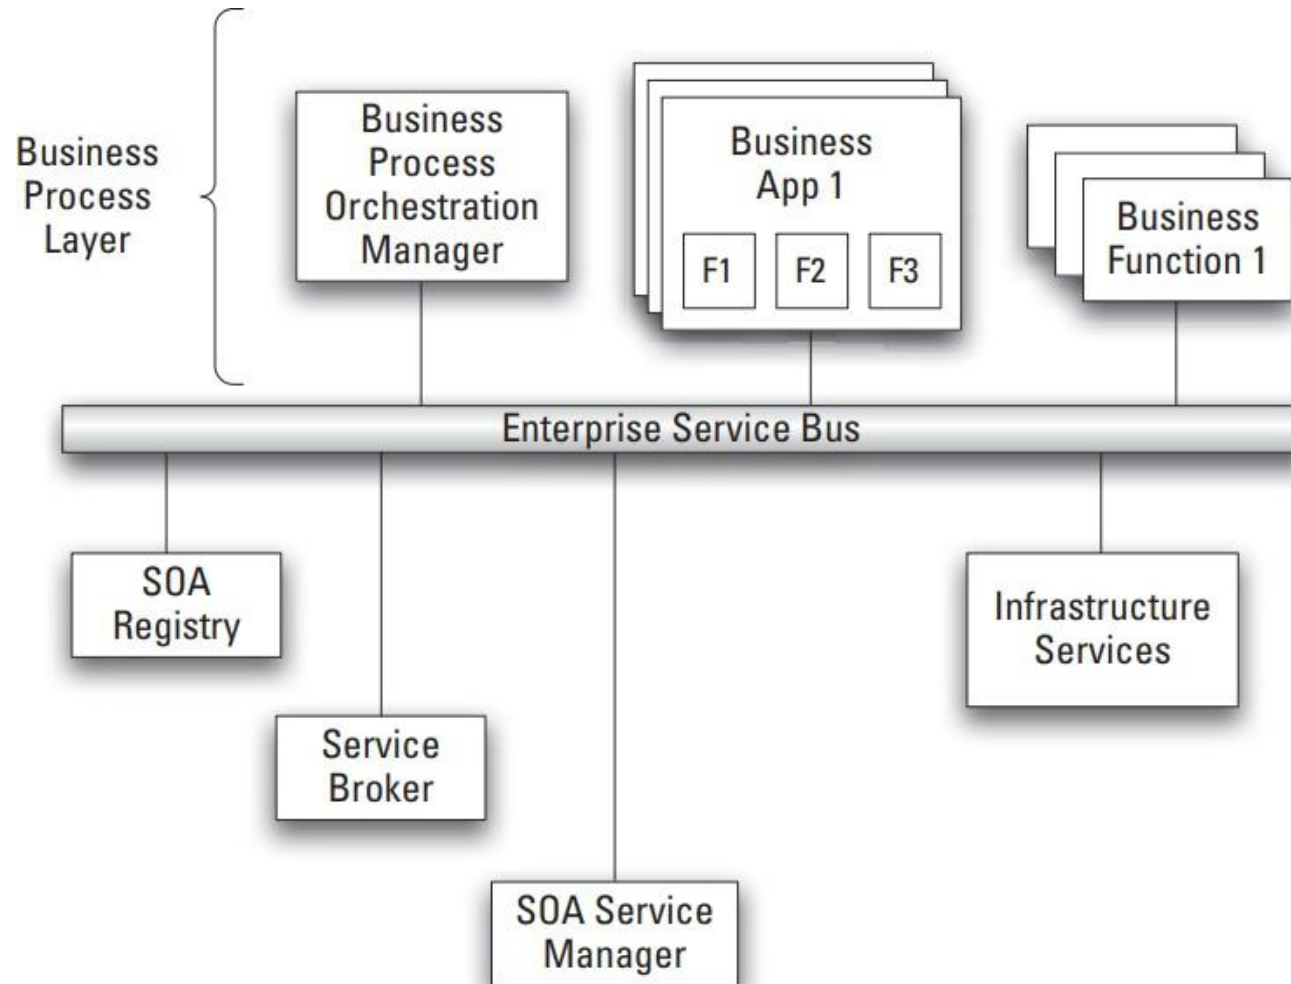 Business
Process
Layer
Business
Process
Orchestration
Manager
Business
App 1
F1 F2 F3
Business
Function 1
Enterprise Service Bus
SOA
Registry
Infrastructure
Services
Service
Broker
SOA Service
Manager